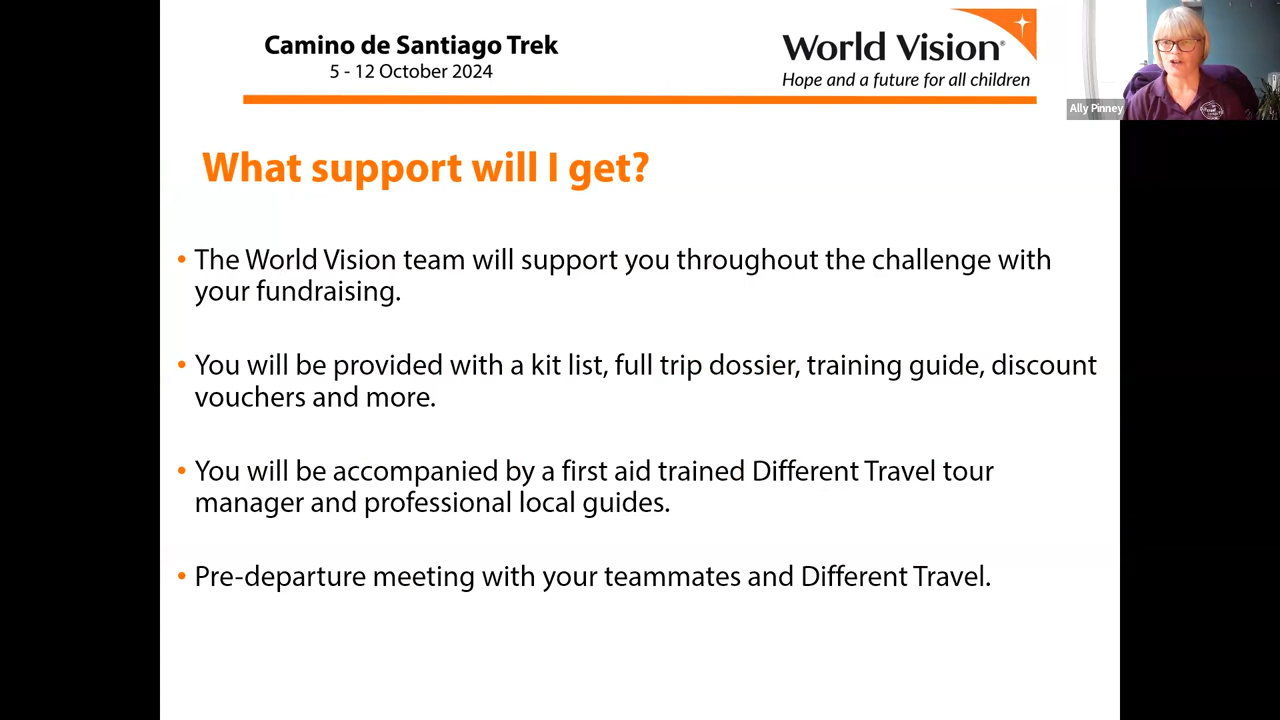 Camino de Santiago Trek
5 - 12 October 2024
World Vision®
Hope and a future for all children
Ally Pinney
What support will I get?
• The World Vision team will support you throughout the challenge with
your fundraising.
• You will be provided with a kit list, full trip dossier, training guide, discount
vouchers and more.
• You will be accompanied by a first aid trained Different Travel tour
manager and professional local guides.
• Pre-departure meeting with your teammates and Different Travel.